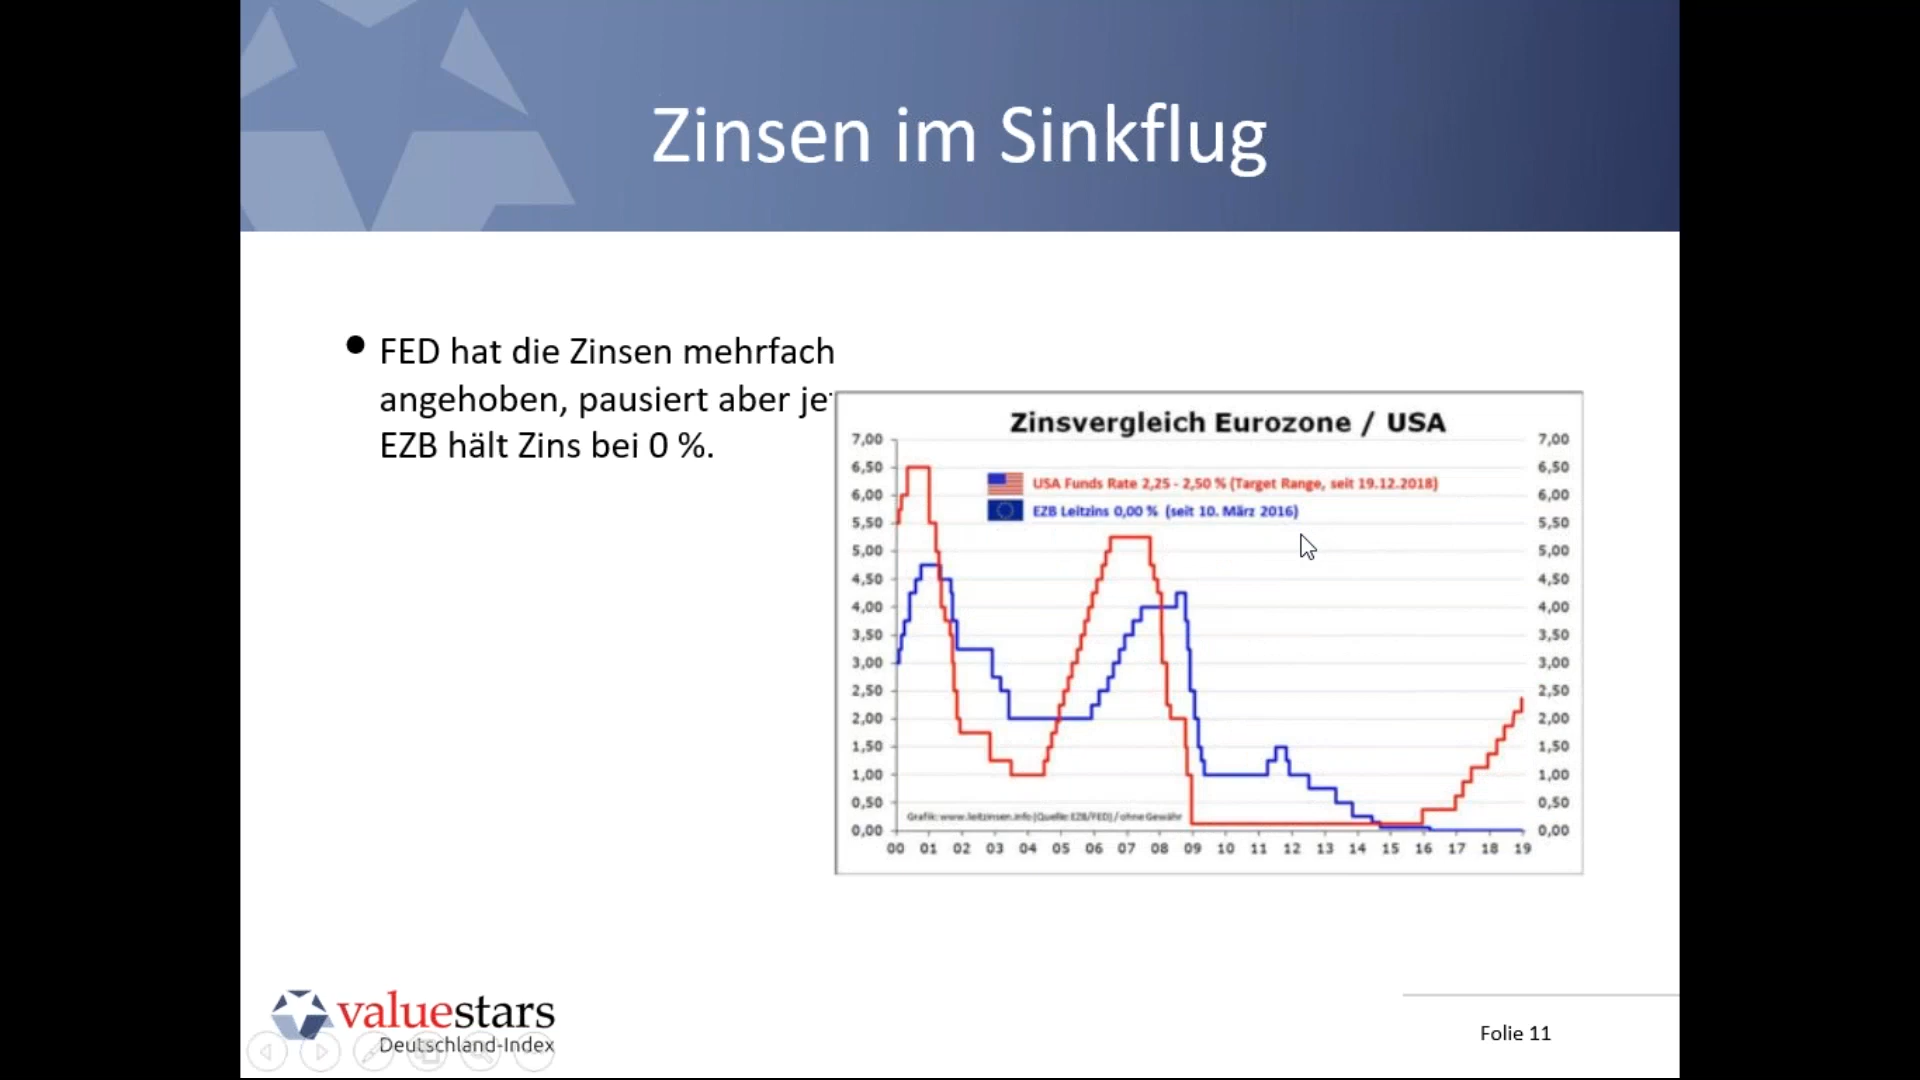 Zinsen im Sinkflug
FED hat die Zinsen mehrfach
angehoben, pausiert aber
EZB hält Zins bei 0 %.
Zinsvergleich Eurozone / USA
USA Funds Rate 2,25 - 2,50 % (Target Range, seit 19.12.2018)
EZB Leitzins 0,00 % (seit 10. März 2016)
7,00 7,00
6,50 6,50
6,00 6,00
5,50 5,50
5,00 5,00
4,50 4,50
4,00 4,00
3,50 3,50
3,00 3,00
2,50 2,50
2,00 2,00
1,50 1,50
1,00 1,00
0,50 0,50
0,00 0,00
Grafik: www.leitzinsen.info (Quelle: EZB/FED) / ohne Gewähr
00 01 02 03 04 05 06 07 08 09 10 11 12 13 14 15 16 17 18 19
valuestars
Deutschland-Index
Folie 11